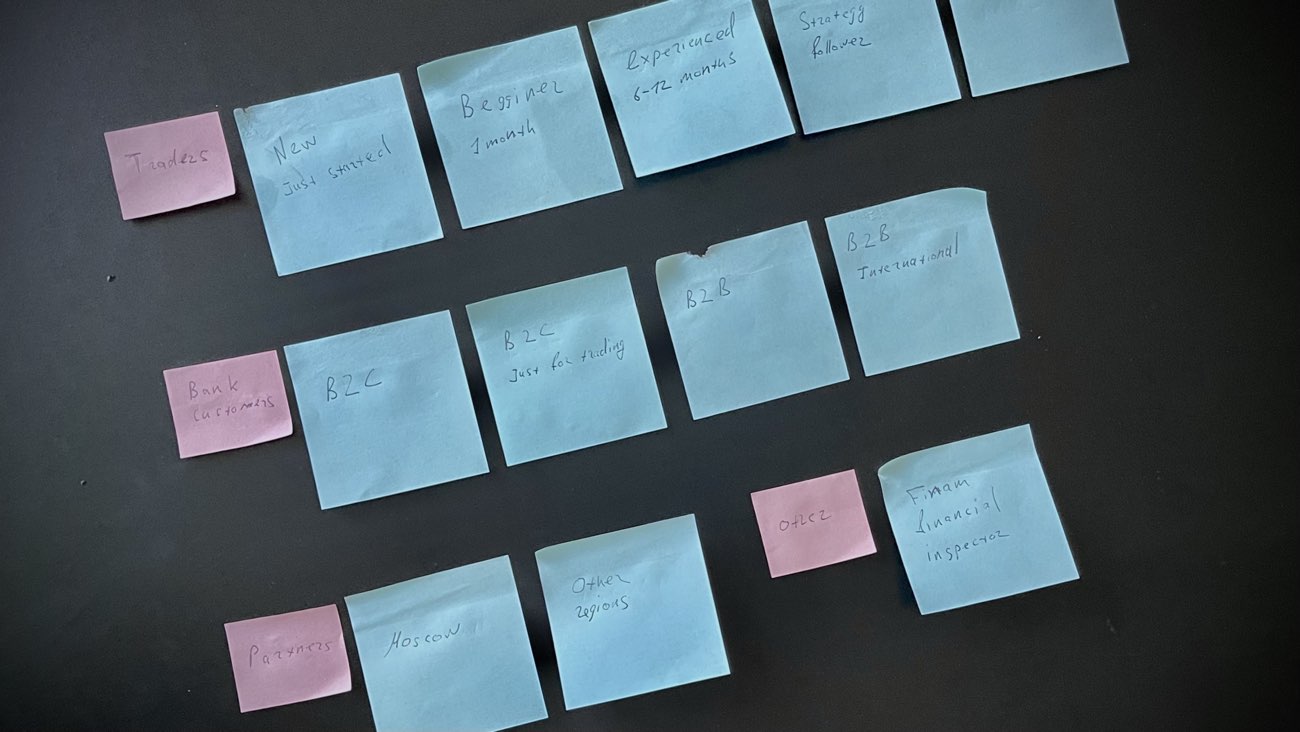 Traders
New
Just started
Begginer
1 month
Experienced
6-12 months
Strategy
follower
Bank
customers
B2C
B2C
Just for trading
B2B
B2B
International
Other
Finam
financial
inspector
Partners
Moscow
Other
regions